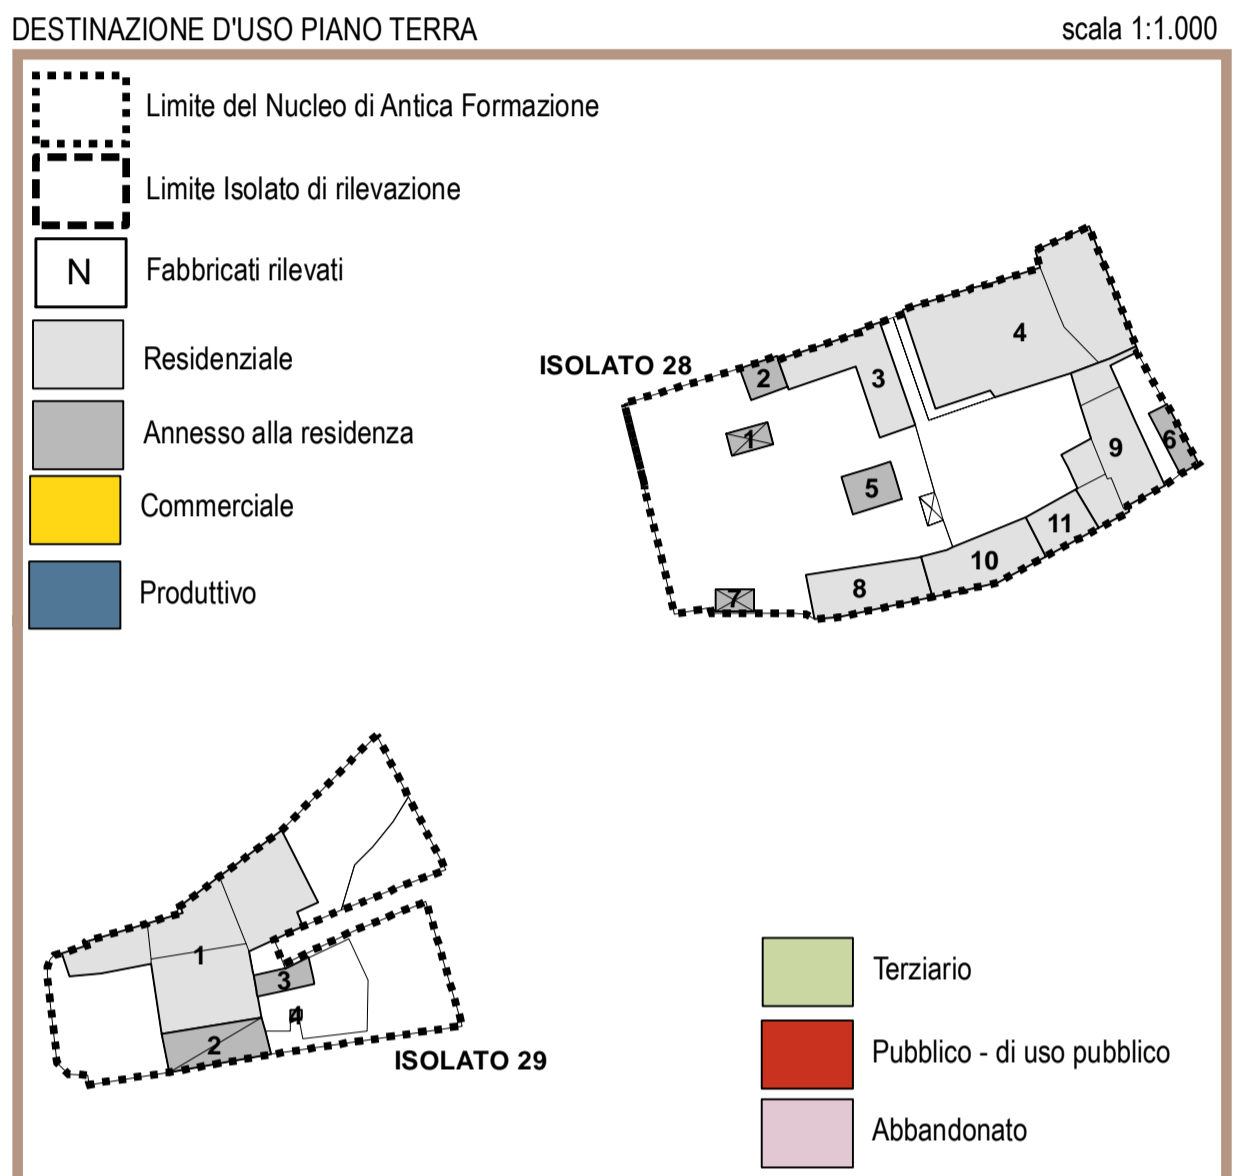 DESTINAZIONE D'USO PIANO TERRA scala 1:1.000
Limite del Nucleo di Antica Formazione
Limite Isolato di rilevazione
N Fabbricati rilevati
Residenziale
Annesso alla residenza
Commerciale
Produttivo
ISOLATO 28
4
2
3
1
9
6
5
11
10
8
7
1
3
4
2
ISOLATO 29
Terziario
Pubblico - di uso pubblico
Abbandonato